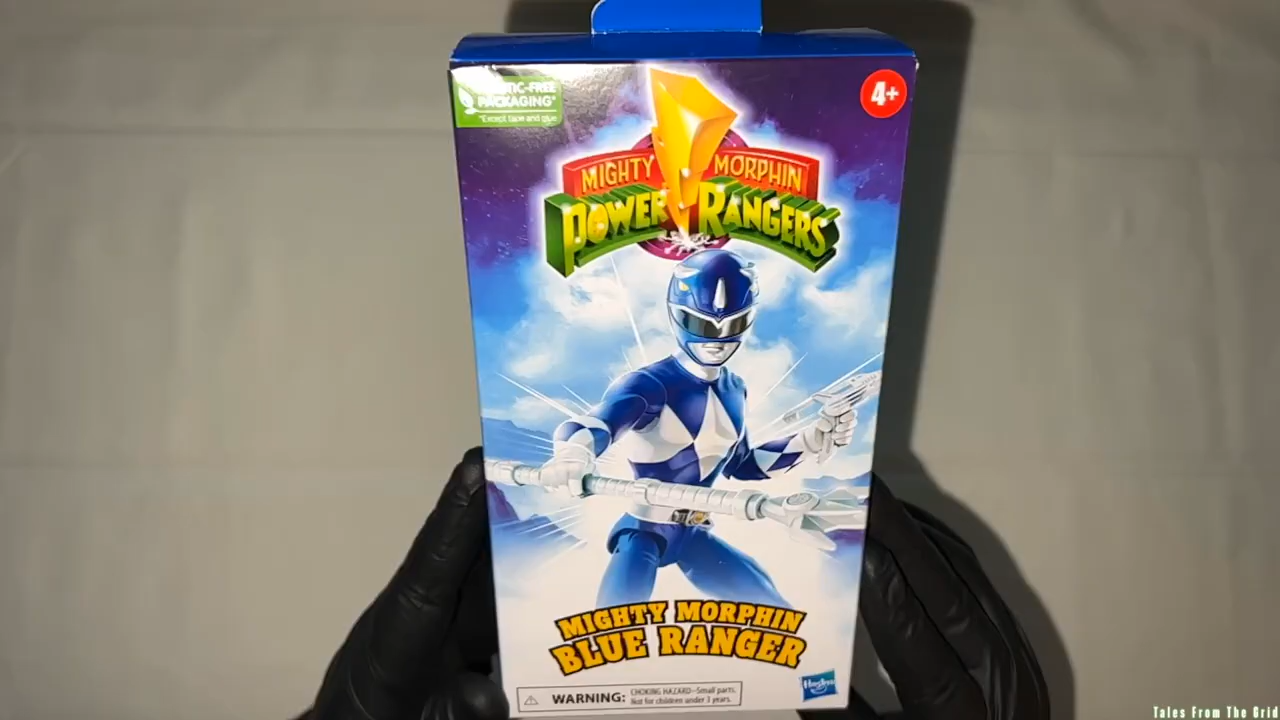 PACKAGING*
*Except tape and glue
4+
MIGHTY MORPHIN
POWER RANGERS
MIGHTY MORPHIN
BLUE RANGER
Hasbro
WARNING: CHOKING HAZARD–Small parts.
Not for children under 3 years.
Tales From The Grid